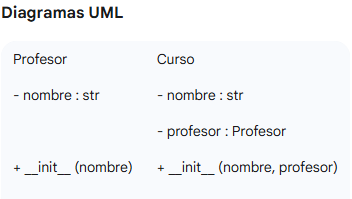 Diagramas UML
Profesor Curso
- nombre : str - nombre : str
- profesor : Profesor
+ __init__ (nombre) + __init__ (nombre, profesor)